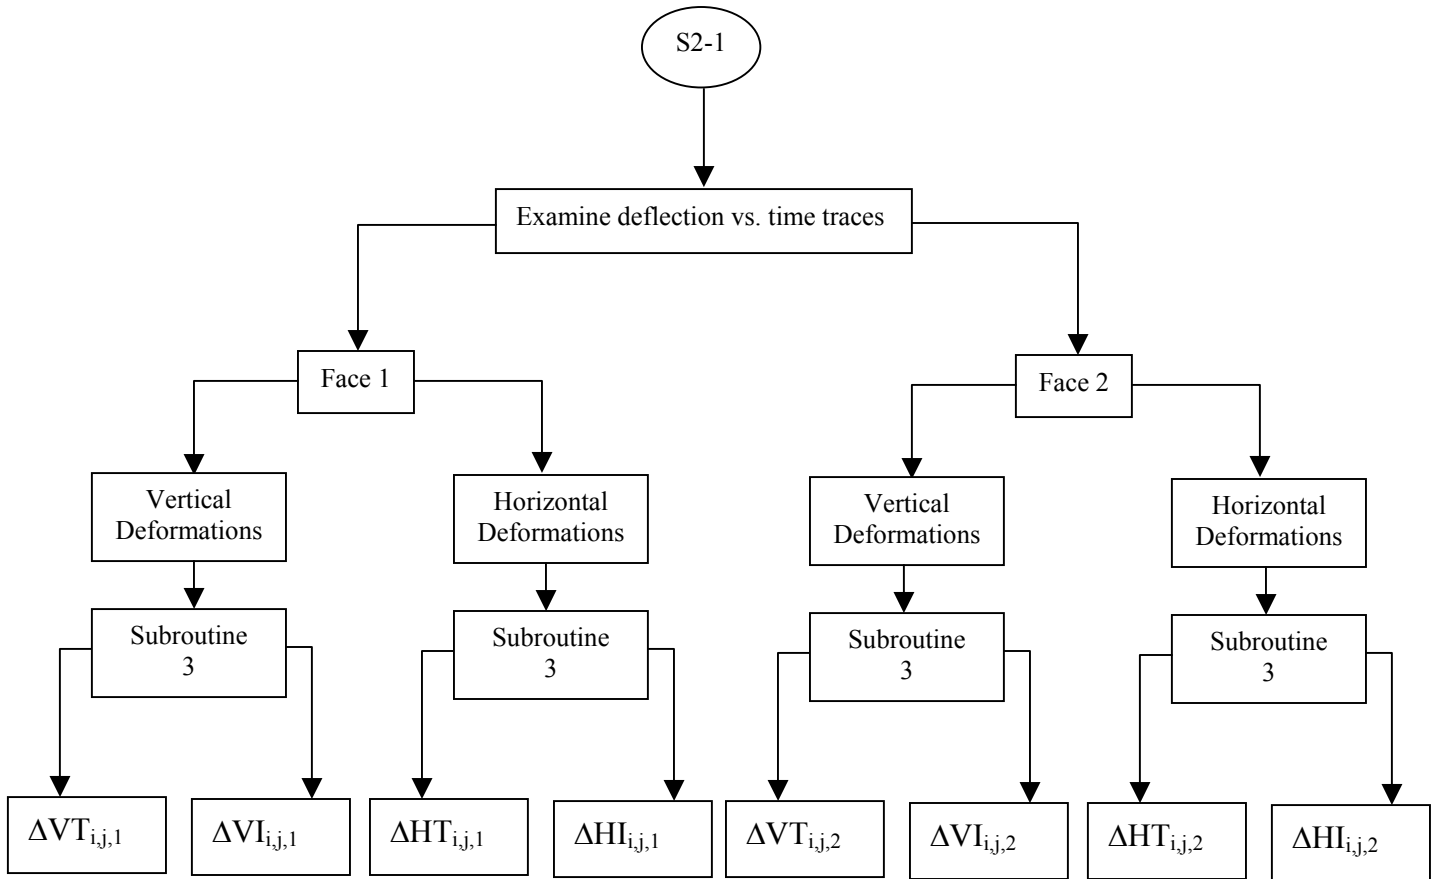 S2-1
Examine deflection vs. time traces
Face 1
Face 2
Vertical
Deformations
Horizontal
Deformations
Vertical
Deformations
Horizontal
Deformations
Subroutine
3
Subroutine
3
Subroutine
3
Subroutine
3
ΔVTi,j,1
ΔVIi,j,1
ΔHTi,j,1
ΔHIi,j,1
ΔVTi,j,2
ΔVIi,j,2
ΔHTi,j,2
ΔHIi,j,2